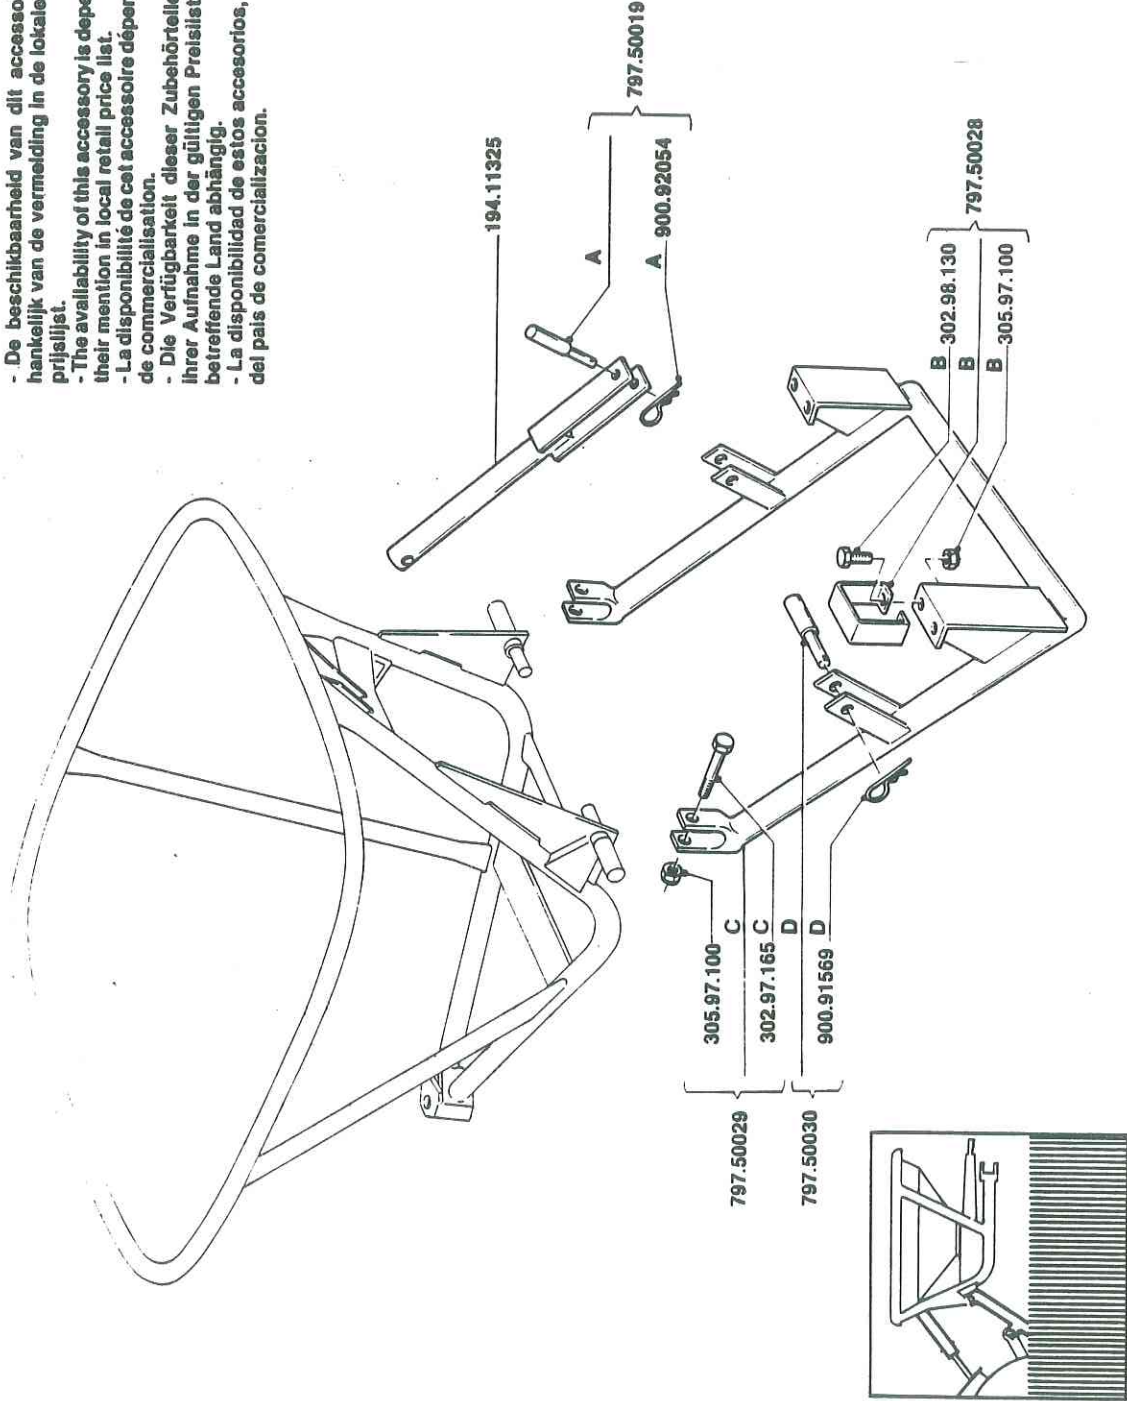 - De beschikbaarheid van dit accesso
hankelijk van de vermelding in de lokale
prijslijst.
- The availability of this accessory is depe
their mention in local retail price list.
- La disponibilité de cet accessoire dépen
de commercialisation.
- Die Verfügbarkeit dieser Zubehörteile
ihrer Aufnahme in der gültigen Preislist
betreffende Land abhängig.
- La disponibilidad de estos accesorios,
del pais de comercializacion.
194.11325
A
797.50019
A 900.92054
B 302.98.130
B
797.50028
B 305.97.100
305.97.100
C
302.97.165 C
D
900.91569 D
797.50029
797.50030